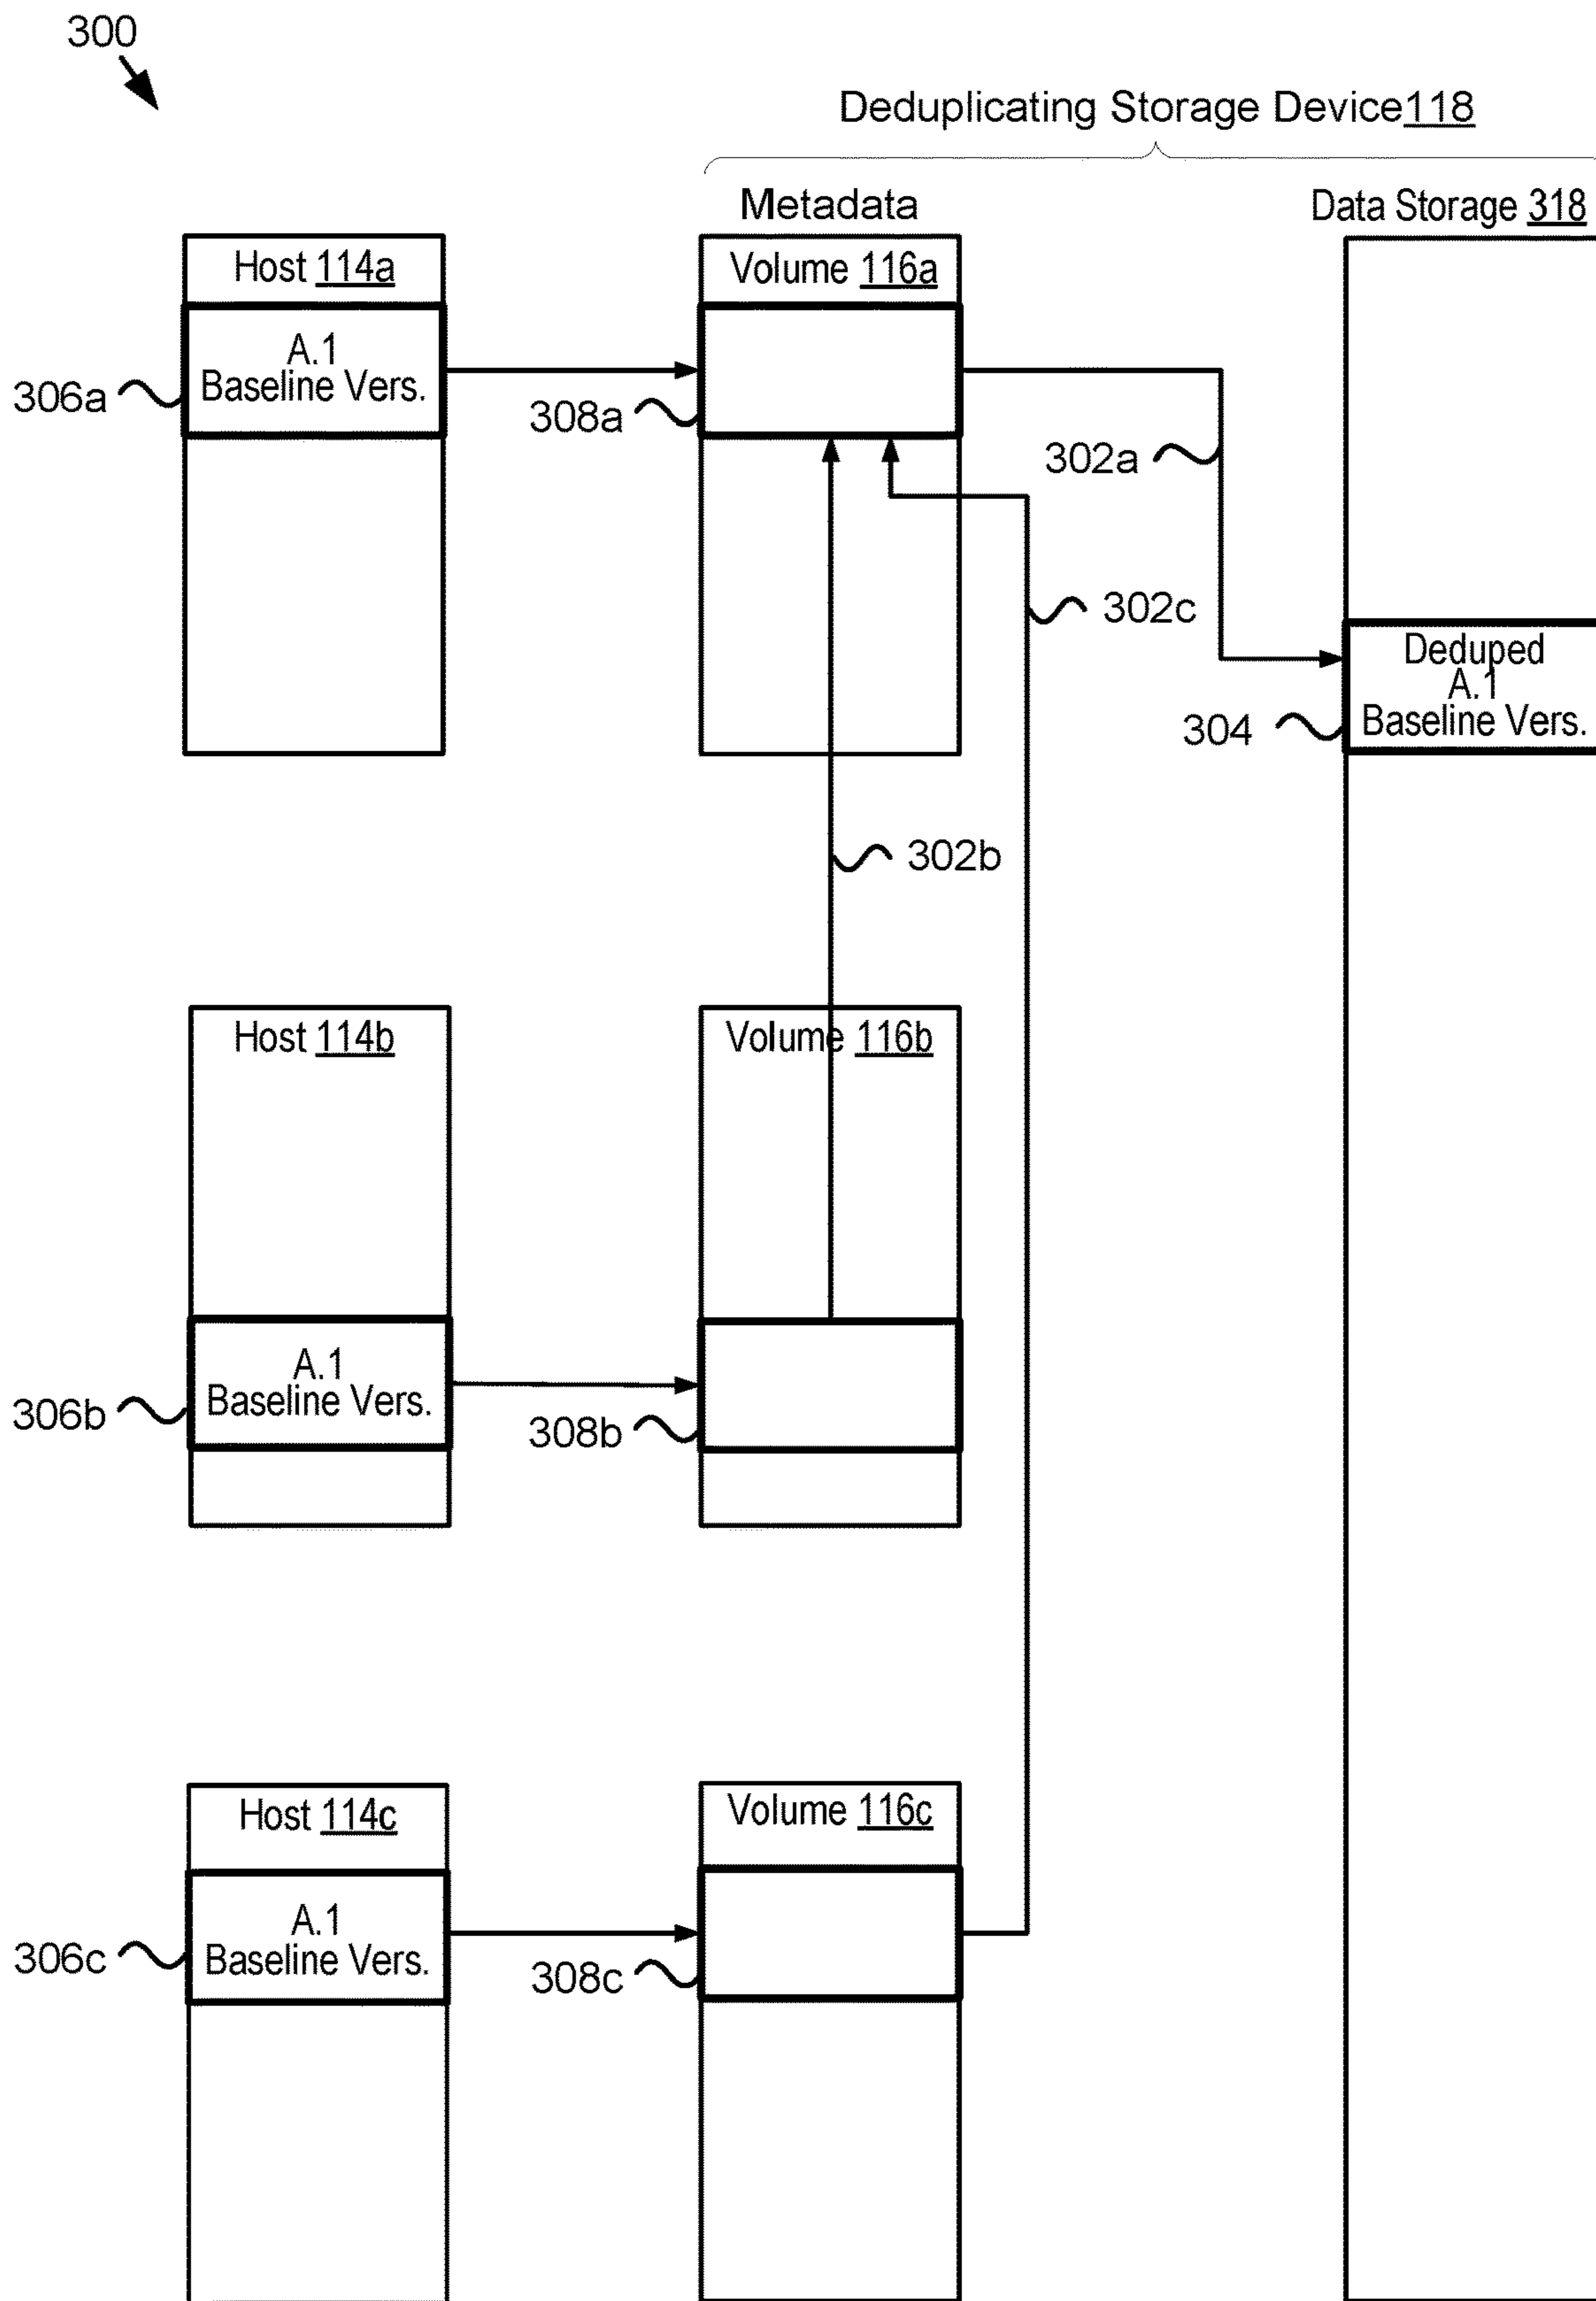 300
Deduplicating Storage Device118
Metadata
Data Storage 318
Host 114a
Volume 116a
A.1
Baseline Vers.
306a
308a
302a
302c
Deduped
A.1
Baseline Vers.
304
302b
Host 114b
Volume 116b
A.1
Baseline Vers.
306b
308b
Host 114c
Volume 116c
A.1
Baseline Vers.
306c
308c